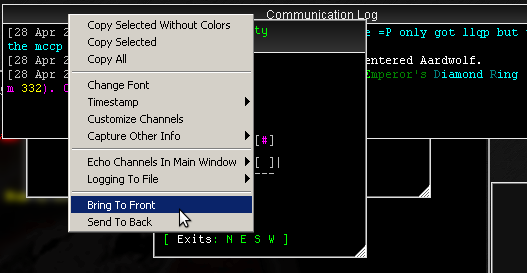 Communication Log
ty
Copy Selected Without Colors
Copy Selected
Copy All
Change Font
Timestamp
Customize Channels
Capture Other Info
Echo Channels In Main Window
Logging To File
Bring To Front
Send To Back
[28 Apr 2
e =P only got llqp but t
the mccp
[28 Apr 2
entered Aardwolf.
[28 Apr 2
Emperor's Diamond Ring
m 332).
[#]
[ ]|
---
[ Exits: N E S W ]